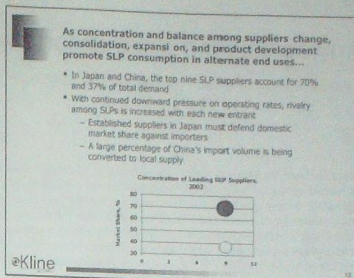 As concentration and balance among suppliers change,
consolidation, expansi on, and product development
promote SLP consumption in alternate end uses...
• In Japan and China, the top nine SLP suppliers account for 70%
and 37% of total demand
• With continued downward pressure on operating rates, rivalry
among SLPs is increased with each new entrant
– Established suppliers in Japan must defend domestic
market share against importers
– A large percentage of China's import volume is being
converted to local supply
Concentration of Leading SLP Suppliers,
2002
Market Share, %
80
70
60
50
40
30
0 3 6 9 12
Kline